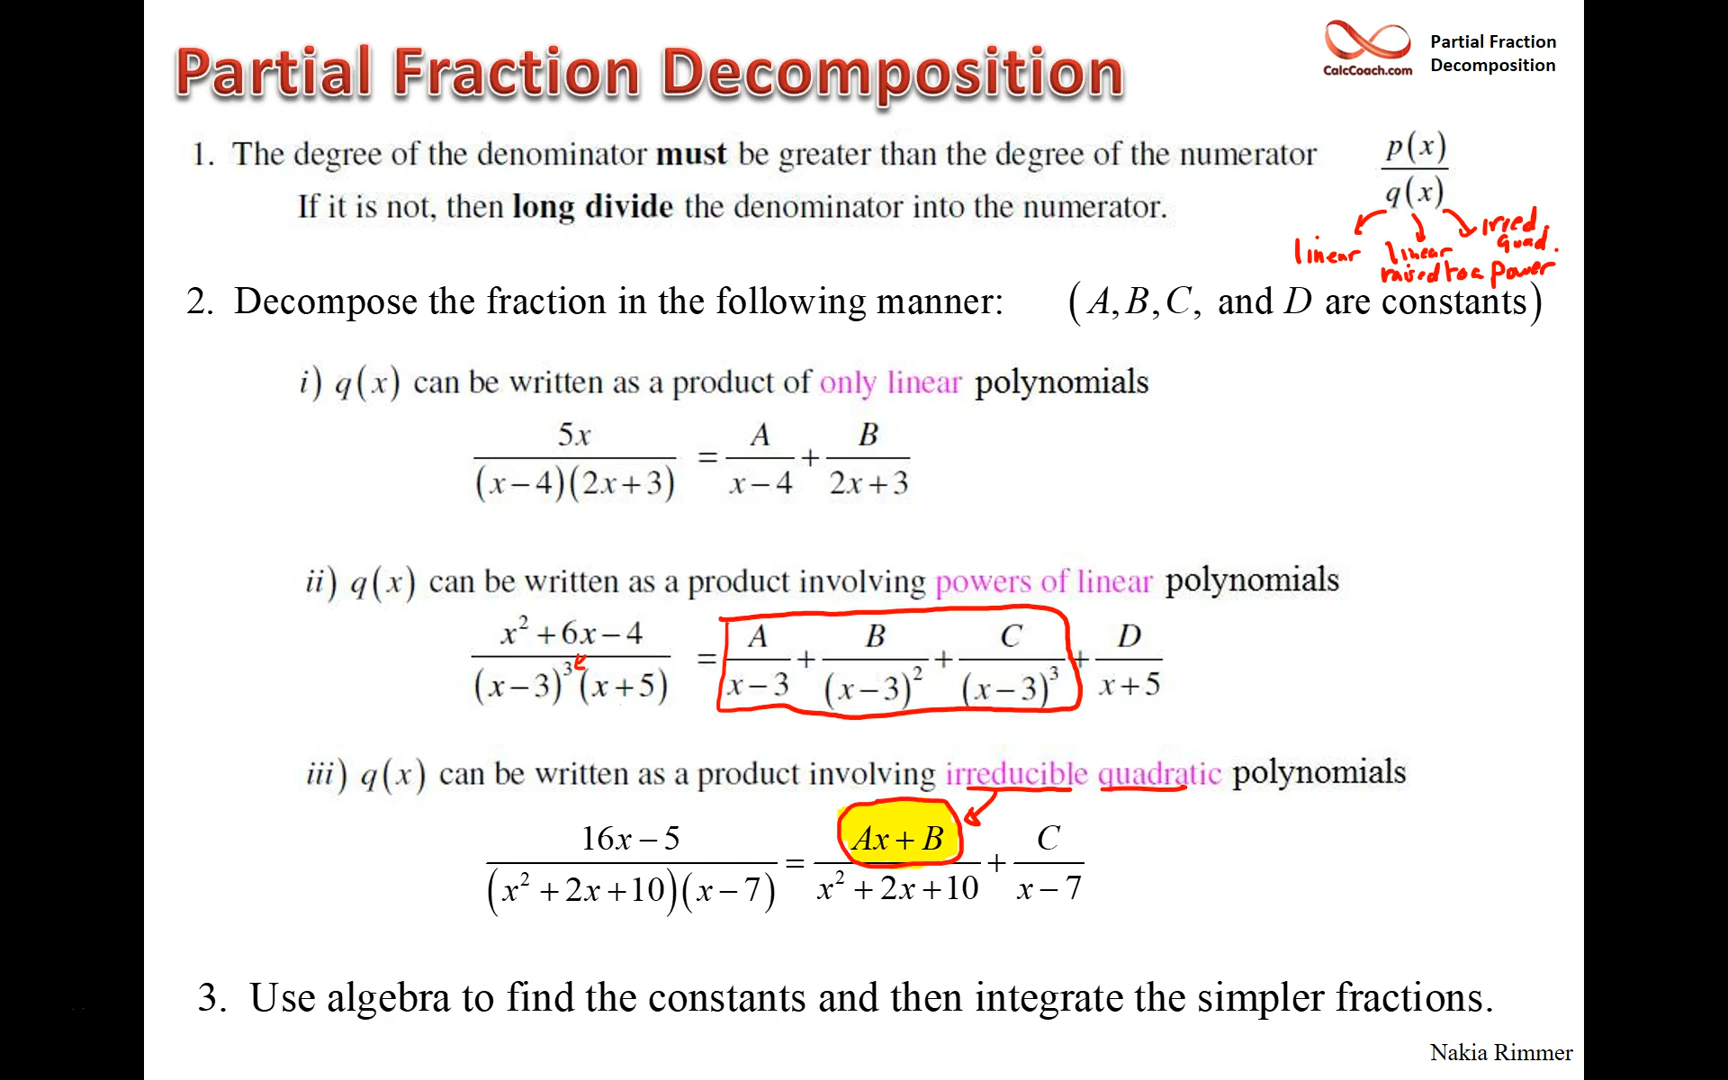 Partial Fraction Decomposition
CalcCoach.com
Partial Fraction
Decomposition
1. The degree of the denominator must be greater than the degree of the numerator
p(x)
q(x)
If it is not, then long divide the denominator into the numerator.
linear
linear
raised to a power
irred.
quad.
2. Decompose the fraction in the following manner: (A, B, C, and D are constants)
i) q(x) can be written as a product of only linear polynomials
5x/((x−4)(2x+3)) = A/(x−4) + B/(2x+3)
ii) q(x) can be written as a product involving powers of linear polynomials
(x²+6x−4)/((x−3)³(x+5)) = A/(x−3) + B/(x−3)² + C/(x−3)³ + D/(x+5)
iii) q(x) can be written as a product involving irreducible quadratic polynomials
(16x−5)/((x²+2x+10)(x−7)) = (Ax+B)/(x²+2x+10) + C/(x−7)
3. Use algebra to find the constants and then integrate the simpler fractions.
Nakia Rimmer